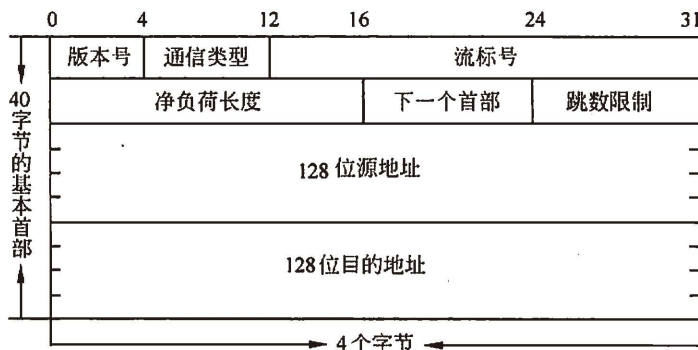 0 4 12 16 24 31
版本号 通信类型 流标号
净负荷长度 下一个首部 跳数限制
40字节的基本首部
128 位源地址
128位目的地址
4个字节